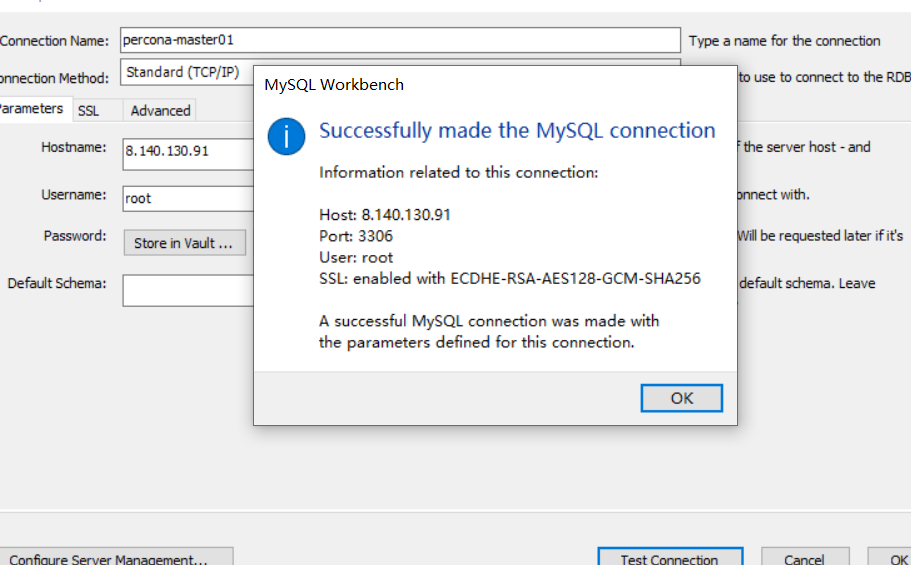 Connection Name: percona-master01 Type a name for the connection
Connection Method: Standard (TCP/IP) to use to connect to the RDB
Parameters SSL Advanced
MySQL Workbench
Successfully made the MySQL connection
Information related to this connection:
Host: 8.140.130.91
Port: 3306
User: root
SSL: enabled with ECDHE-RSA-AES128-GCM-SHA256
A successful MySQL connection was made with
the parameters defined for this connection.
OK
Hostname: 8.140.130.91 f the server host - and
Username: root onnect with.
Password: Store in Vault ... Will be requested later if it's
Default Schema: default schema. Leave
Configure Server Management... Test Connection Cancel OK